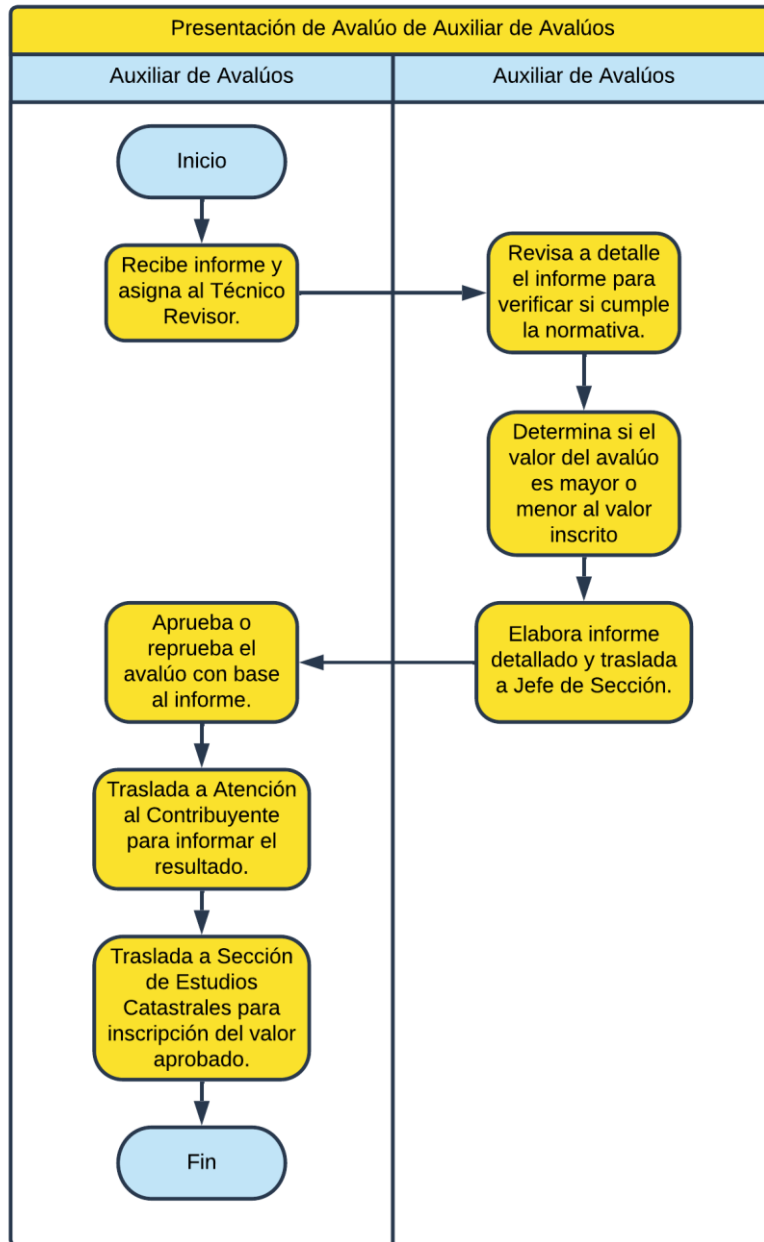 Presentación de Avalúo de Auxiliar de Avalúos
Auxiliar de Avalúos
Auxiliar de Avalúos
Inicio
Recibe informe y
asigna al Técnico
Revisor.
Revisa a detalle
el informe para
verificar si cumple
la normativa.
Determina si el
valor del avalúo
es mayor o
menor al valor
inscrito
Elabora informe
detallado y traslada
a Jefe de Sección.
Aprueba o
reprueba el
avalúo con base
al informe.
Traslada a Atención
al Contribuyente
para informar el
resultado.
Traslada a Sección
de Estudios
Catastrales para
inscripción del valor
aprobado.
Fin